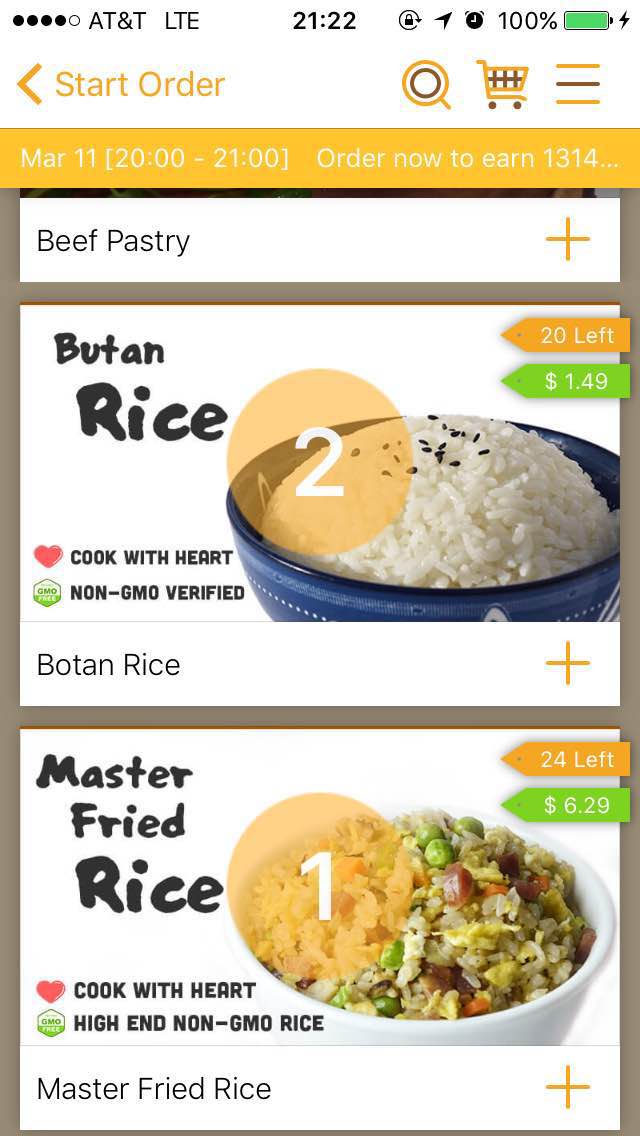 ●●●●○ AT&T LTE 21:22 100%
Start Order
Mar 11 [20:00 - 21:00] Order now to earn 1314...
Beef Pastry
20 Left
$ 1.49
Butan
Rice
2
COOK WITH HEART
GMO FREE NON-GMO VERIFIED
Botan Rice
24 Left
$ 6.29
Master
Fried
Rice
1
COOK WITH HEART
GMO FREE HIGH END NON-GMO RICE
Master Fried Rice